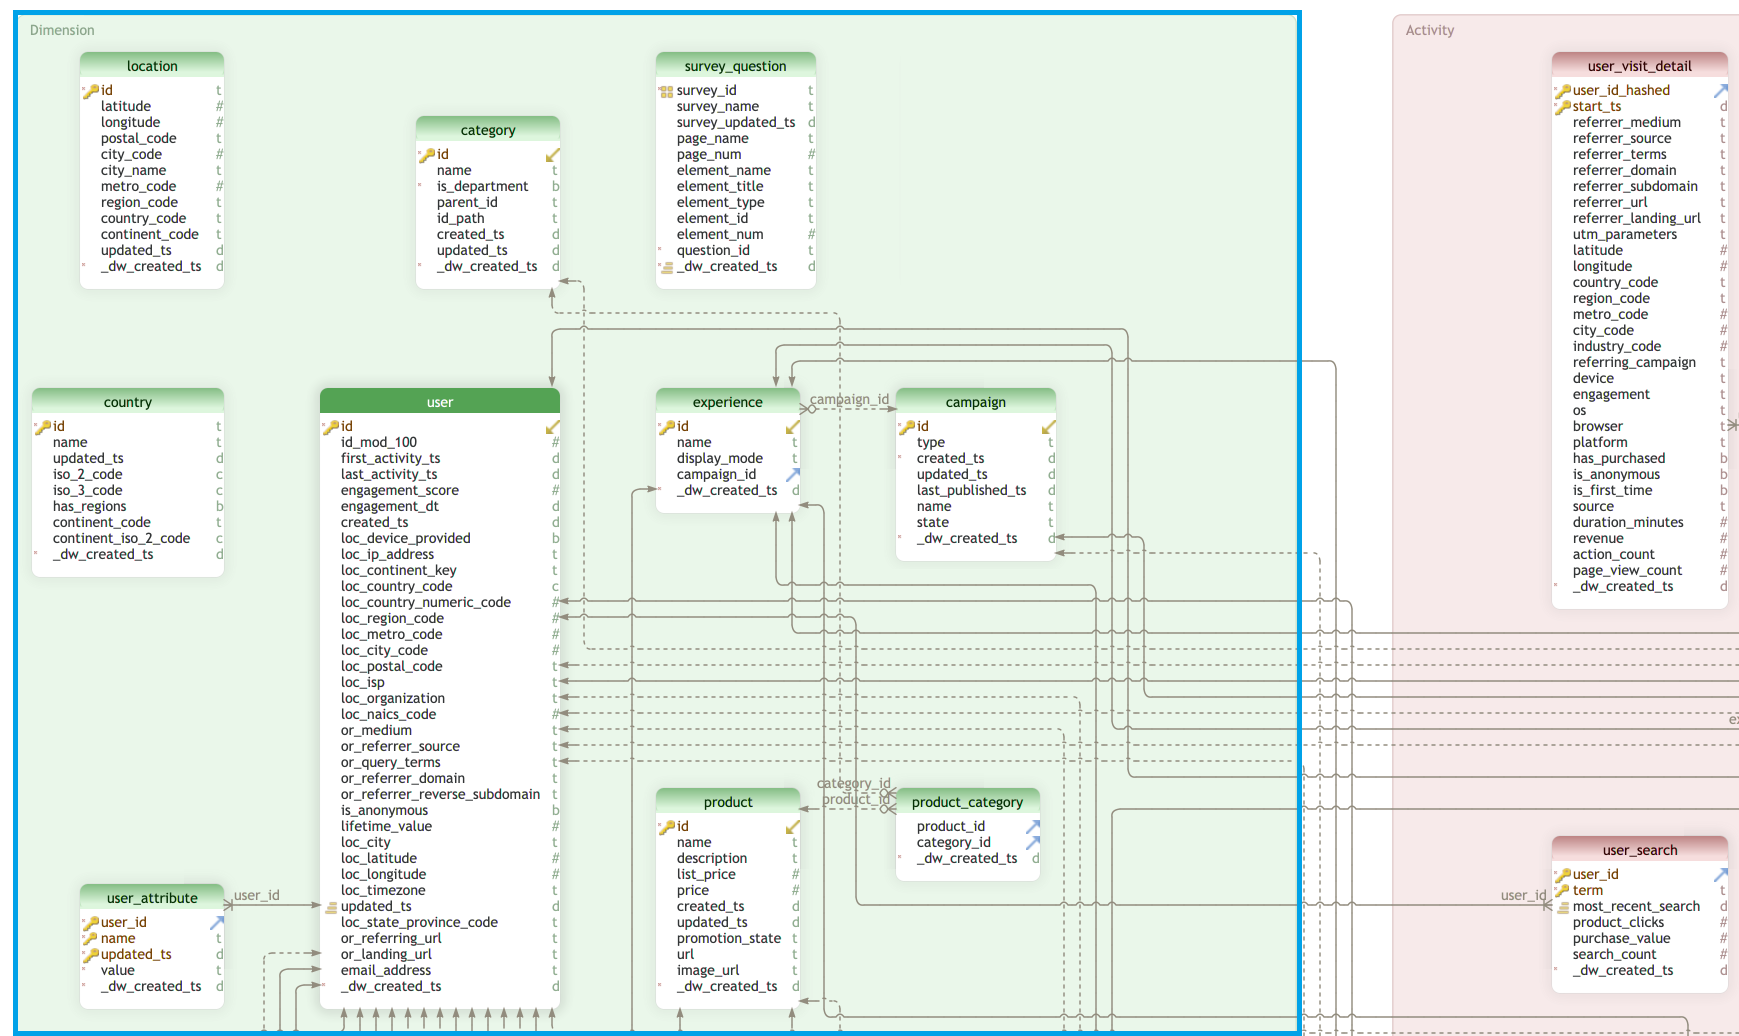 Dimension
location
id t
latitude #
longitude #
postal_code t
city_code #
city_name t
metro_code #
region_code t
country_code t
continent_code t
updated_ts d
_dw_created_ts d
category
id
name t
is_department b
parent_id t
id_path t
created_ts d
updated_ts d
_dw_created_ts d
survey_question
survey_id t
survey_name t
survey_updated_ts d
page_name t
page_num #
element_name t
element_title t
element_type t
element_id t
element_num #
question_id t
_dw_created_ts d
country
id t
name t
updated_ts d
iso_2_code c
iso_3_code c
has_regions b
continent_code t
continent_iso_2_code c
_dw_created_ts d
user
id
id_mod_100 #
first_activity_ts d
last_activity_ts d
engagement_score #
engagement_dt d
created_ts d
loc_device_provided b
loc_ip_address t
loc_continent_key t
loc_country_code c
loc_country_numeric_code #
loc_region_code #
loc_metro_code #
loc_city_code #
loc_postal_code t
loc_isp t
loc_organization t
loc_naics_code #
or_medium t
or_referrer_source t
or_query_terms t
or_referrer_domain t
or_referrer_reverse_subdomain t
is_anonymous b
lifetime_value #
loc_city t
loc_latitude #
loc_longitude #
loc_timezone t
updated_ts d
loc_state_province_code t
or_referring_url t
or_landing_url t
email_address t
_dw_created_ts d
experience
id
name t
display_mode t
campaign_id
_dw_created_ts d
campaign_id
campaign
id
type t
created_ts d
updated_ts d
last_published_ts d
name t
state t
_dw_created_ts d
user_attribute
user_id
name t
updated_ts d
value t
_dw_created_ts d
user_id
product
id
name t
description t
list_price #
price #
created_ts d
updated_ts d
promotion_state t
url t
image_url t
_dw_created_ts d
category_id
product_id
product_category
product_id
category_id
_dw_created_ts d
Activity
user_visit_detail
user_id_hashed
start_ts d
referrer_medium t
referrer_source t
referrer_terms t
referrer_domain t
referrer_subdomain t
referrer_url t
referrer_landing_url t
utm_parameters t
latitude #
longitude #
country_code t
region_code t
metro_code #
city_code #
industry_code #
referring_campaign t
device t
engagement t
os t
browser t
platform t
has_purchased b
is_anonymous b
is_first_time b
source t
duration_minutes #
revenue #
action_count #
page_view_count #
_dw_created_ts d
ex
user_id
user_search
user_id
term t
most_recent_search d
product_clicks #
purchase_value #
search_count #
_dw_created_ts d